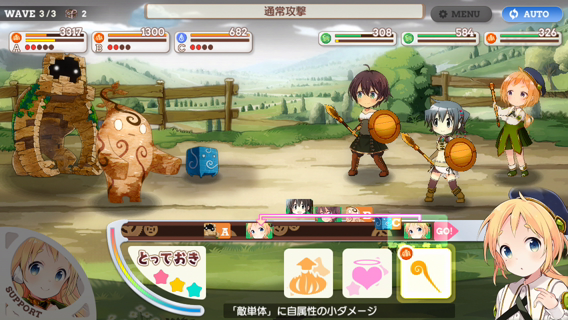 WAVE 3/3 2
通常攻撃
MENU
AUTO
A 3317
B 1300
C 682
308
584
326
A
B
C
GO!
とっておき
SUPPORT
「敵単体」に自属性の小ダメージ